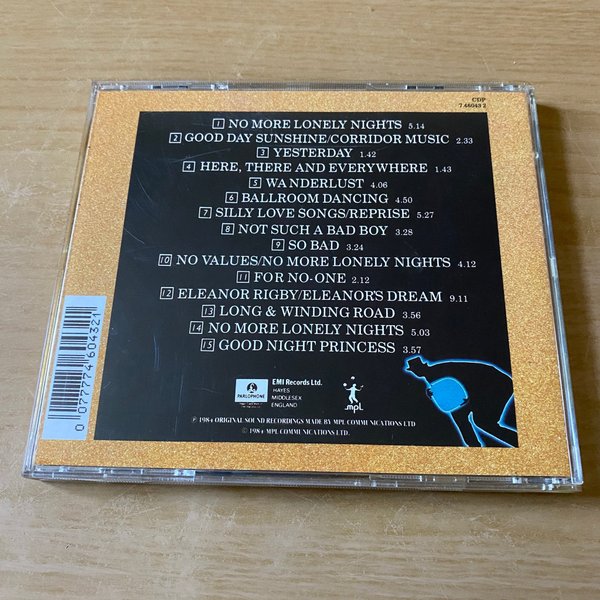 CDP
7 46043 2
1 NO MORE LONELY NIGHTS 5.14
2 GOOD DAY SUNSHINE/CORRIDOR MUSIC 2.33
3 YESTERDAY 1.42
4 HERE, THERE AND EVERYWHERE 1.43
5 WANDERLUST 4.06
6 BALLROOM DANCING 4.50
7 SILLY LOVE SONGS/REPRISE 5.27
8 NOT SUCH A BAD BOY 3.28
9 SO BAD 3.24
10 NO VALUES/NO MORE LONELY NIGHTS 4.12
11 FOR NO-ONE 2.12
12 ELEANOR RIGBY/ELEANOR'S DREAM 9.11
13 LONG & WINDING ROAD 3.56
14 NO MORE LONELY NIGHTS 5.03
15 GOOD NIGHT PRINCESS 3.57
0 077774 604321
PARLOPHONE
EMI Records Ltd.
HAYES
MIDDLESEX
ENGLAND
mpl
℗ 1984 ORIGINAL SOUND RECORDINGS MADE BY MPL COMMUNICATIONS LTD
© 1984 MPL COMMUNICATIONS LTD.